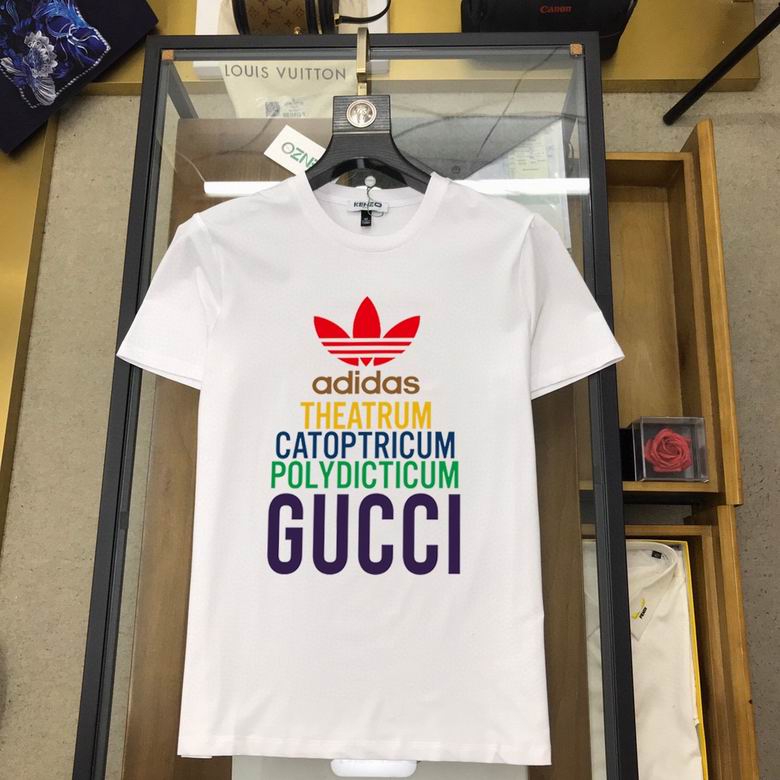 Canon
LOUIS VUITTON
KENZO
adidas
THEATRUM
CATOPTRICUM
POLYDICTICUM
GUCCI